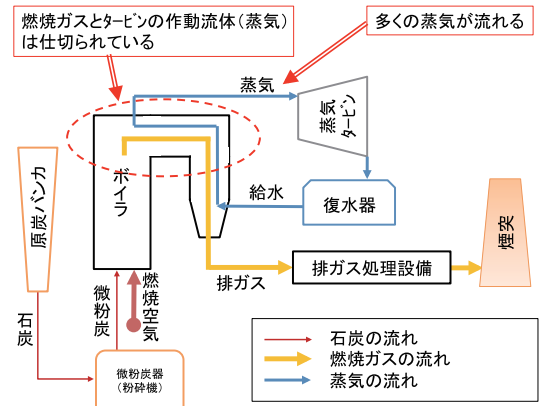 燃焼ガスとタービンの作動流体（蒸気）
は仕切られている
多くの蒸気が流れる
蒸気
蒸気
タービン
原炭バンカ
ボイラ
給水
復水器
煙突
排ガス処理設備
排ガス
石炭
微粉炭
燃焼空気
微粉炭器
（粉砕機）
石炭の流れ
燃焼ガスの流れ
蒸気の流れ